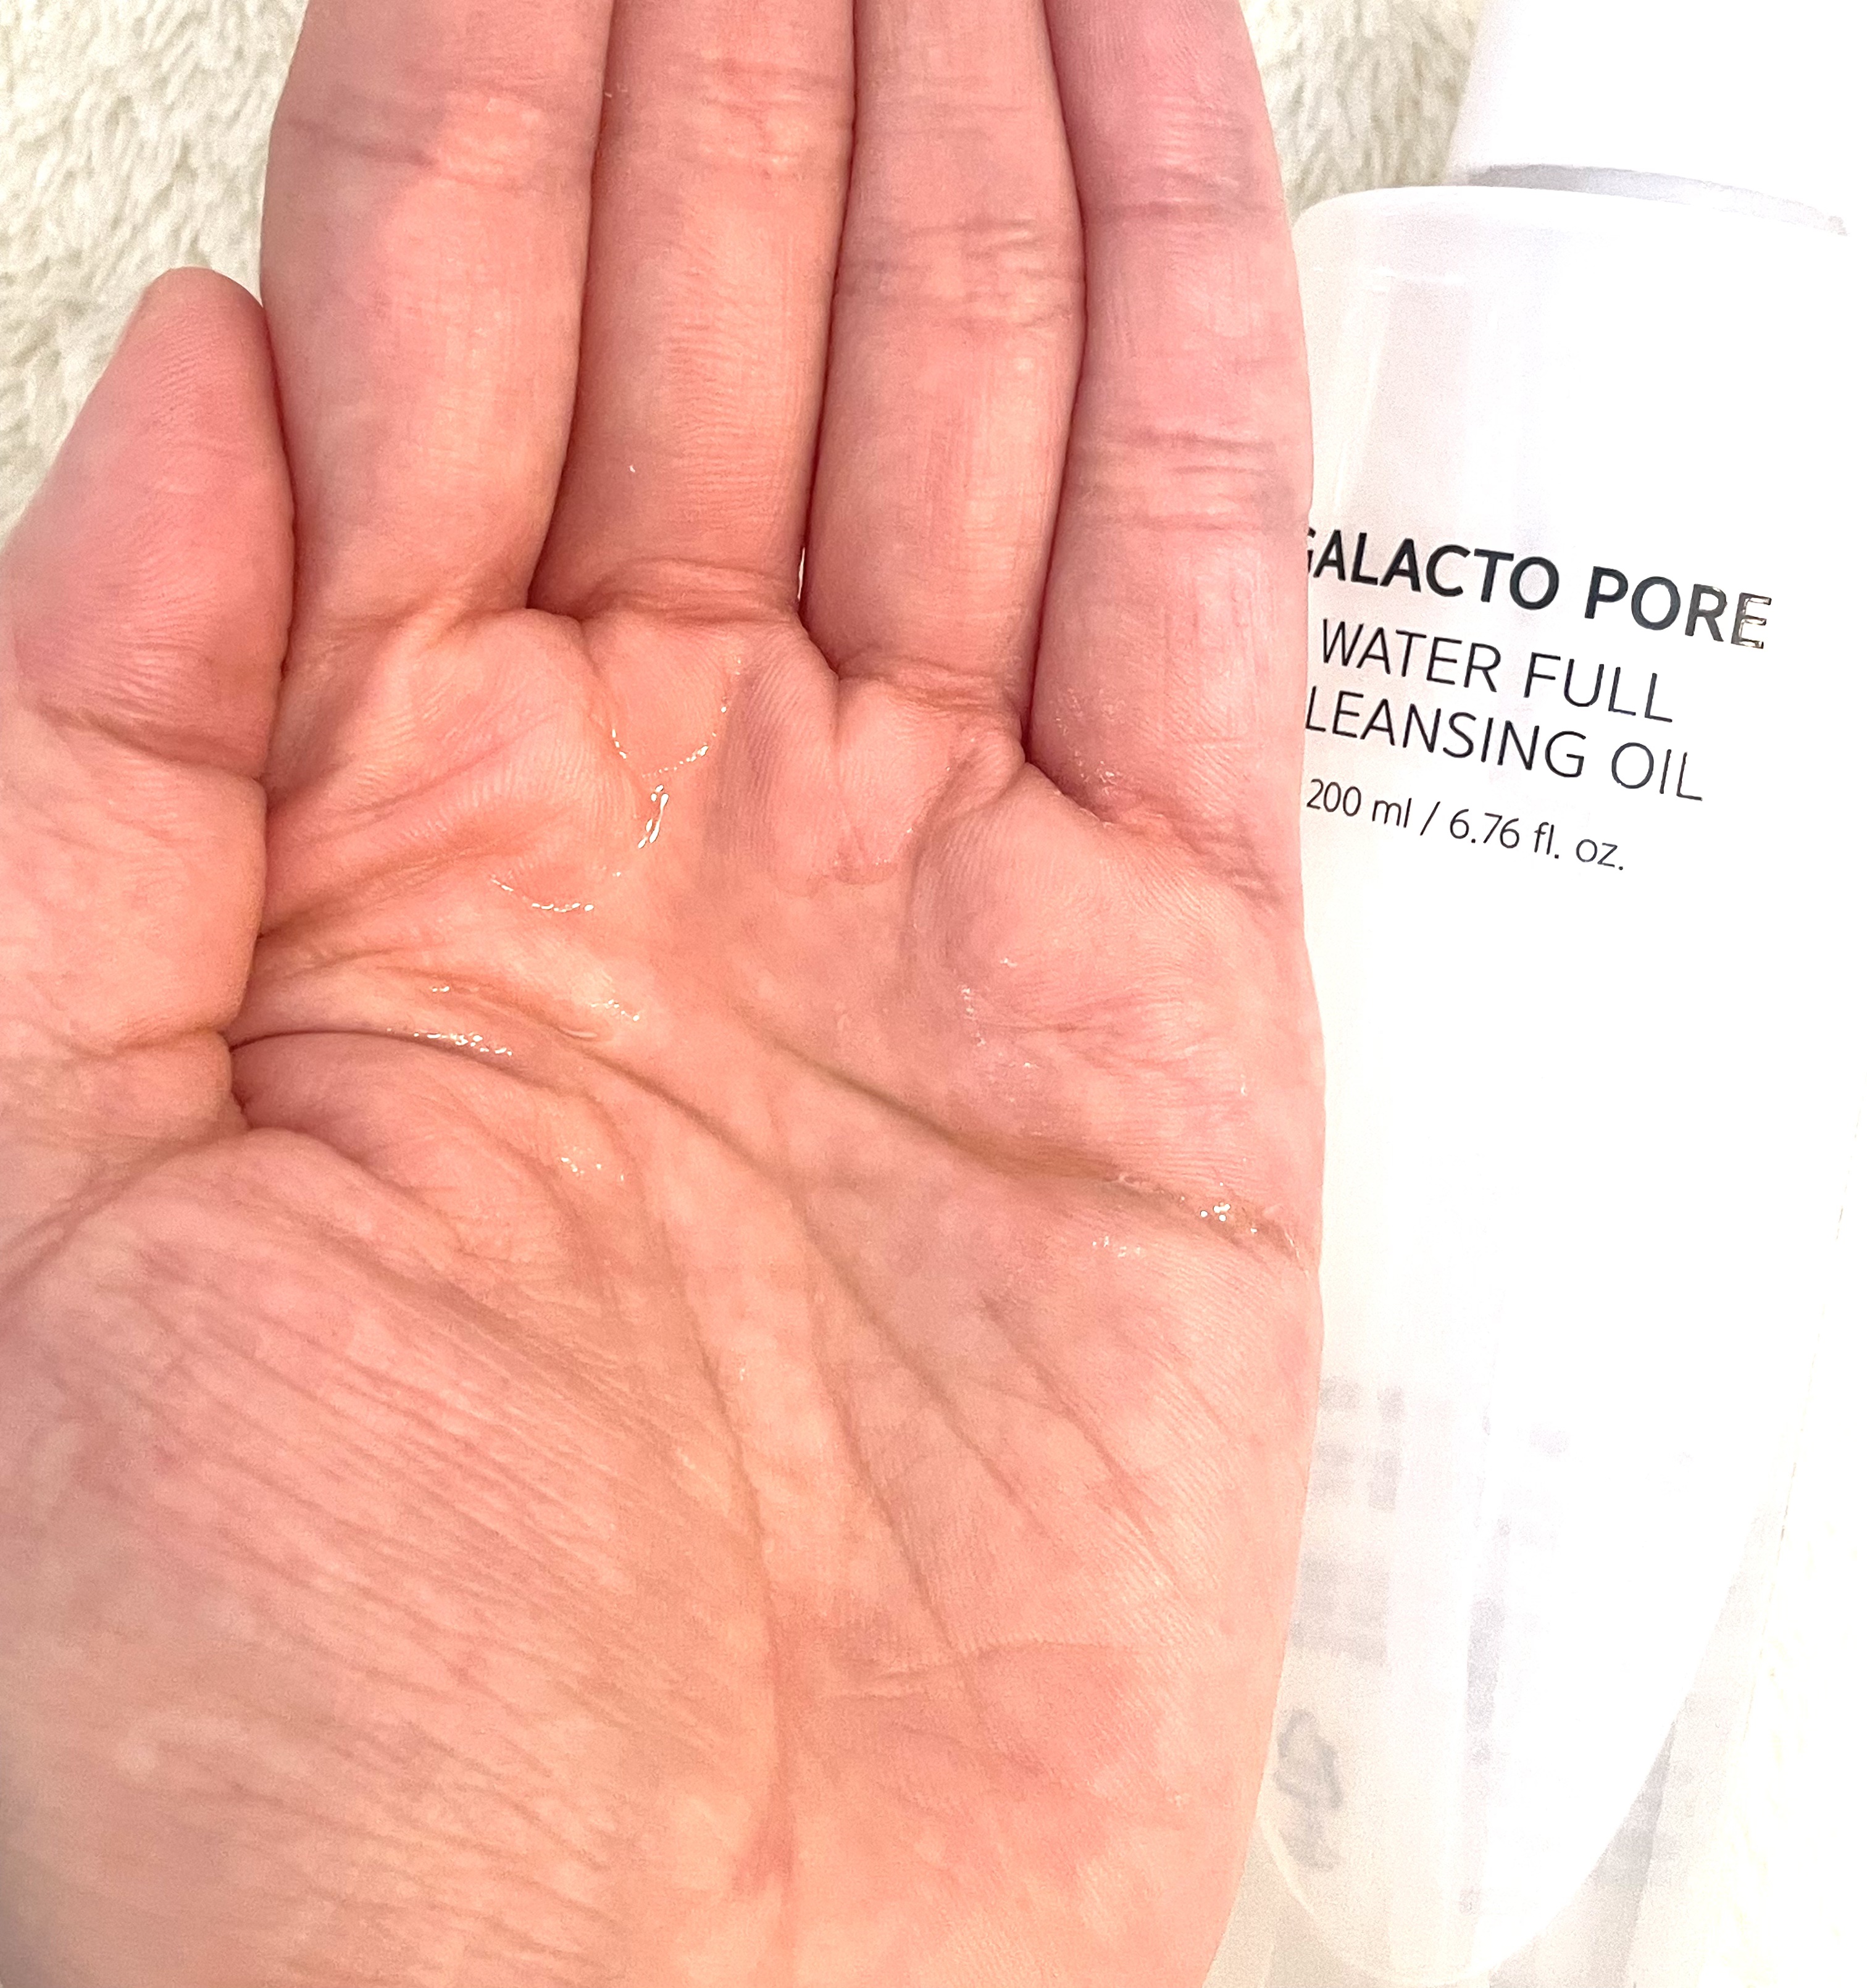 GALACTO PORE
WATER FULL
LEANSING OIL
200 ml / 6.76 fl. oz.